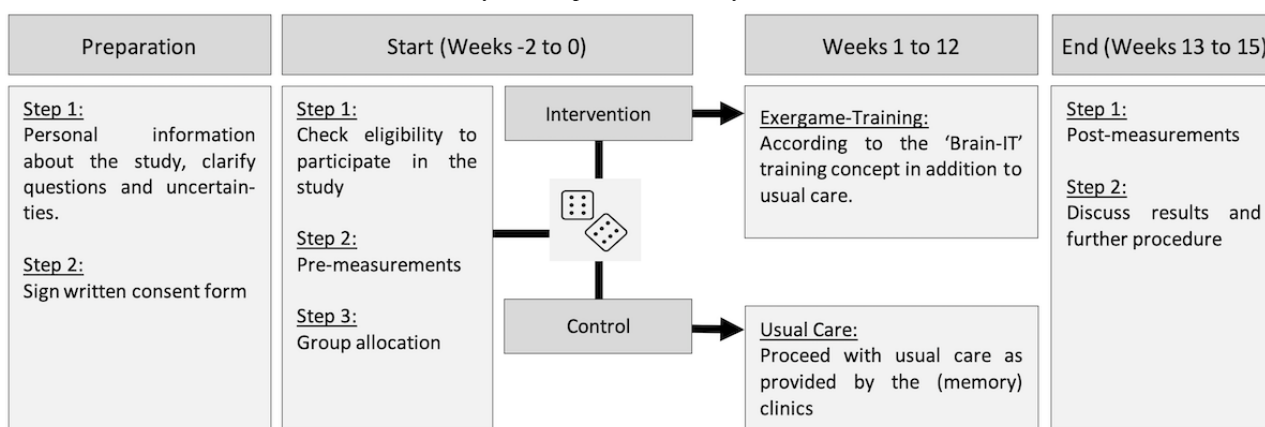 Preparation
Start (Weeks -2 to 0)
Weeks 1 to 12
End (Weeks 13 to 15)
Step 1:
Personal information
about the study, clarify
questions and uncertain-
ties.
Step 2:
Sign written consent form
Step 1:
Check eligibility to
participate in the
study
Step 2:
Pre-measurements
Step 3:
Group allocation
Intervention
Control
Exergame-Training:
According to the ‘Brain-IT’
training concept in addition to
usual care.
Usual Care:
Proceed with usual care as
provided by the (memory)
clinics
Step 1:
Post-measurements
Step 2:
Discuss results and
further procedure